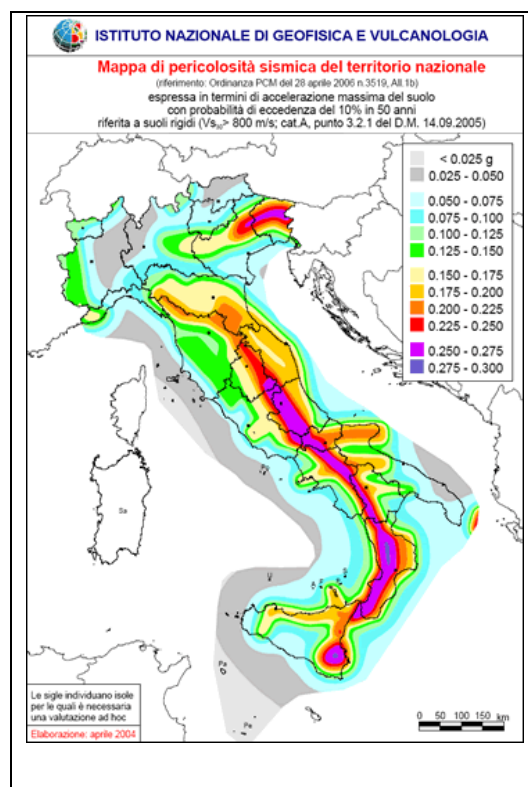 ISTITUTO NAZIONALE DI GEOFISICA E VULCANOLOGIA
Mappa di pericolosità sismica del territorio nazionale
(riferimento: Ordinanza PCM del 28 aprile 2006 n.3519, All.1b)
espressa in termini di accelerazione massima del suolo
con probabilità di eccedenza del 10% in 50 anni
riferita a suoli rigidi (Vs30> 800 m/s; cat.A, punto 3.2.1 del D.M. 14.09.2005)
< 0.025 g
0.025 - 0.050
0.050 - 0.075
0.075 - 0.100
0.100 - 0.125
0.125 - 0.150
0.150 - 0.175
0.175 - 0.200
0.200 - 0.225
0.225 - 0.250
0.250 - 0.275
0.275 - 0.300
Sa
U
Pa
Pe
Le sigle individuano isole
per le quali è necessaria
una valutazione ad hoc
Elaborazione: aprile 2004
0 50 100 150 km